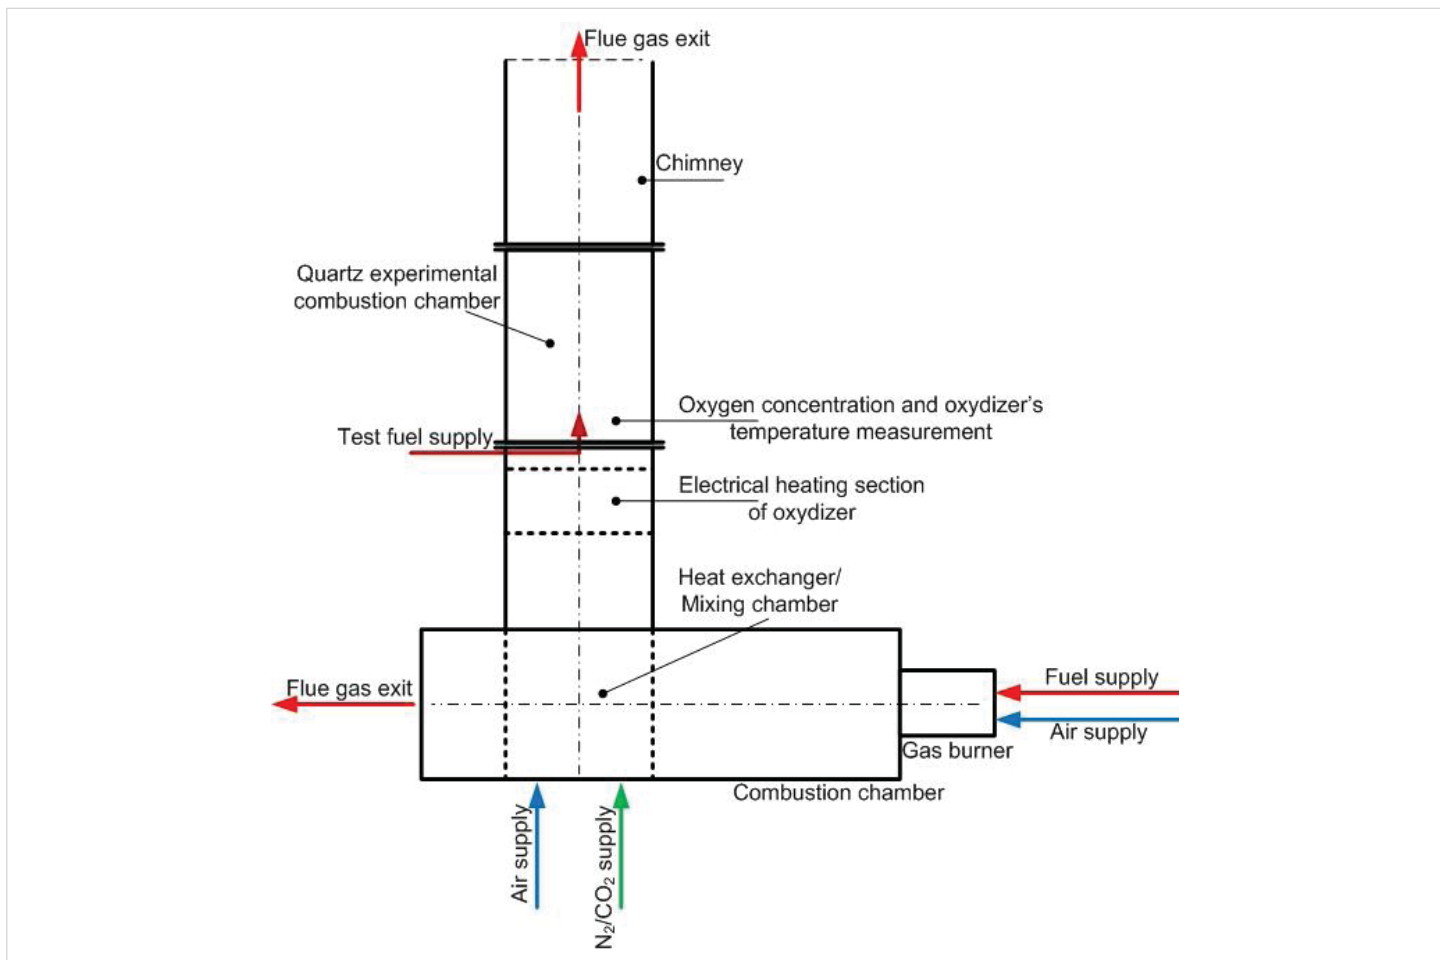 Flue gas exit
Chimney
Quartz experimental
combustion chamber
Oxygen concentration and oxydizer's
temperature measurement
Test fuel supply
Electrical heating section
of oxydizer
Heat exchanger/
Mixing chamber
Flue gas exit
Fuel supply
Air supply
Gas burner
Combustion chamber
Air supply
N₂/CO₂ supply